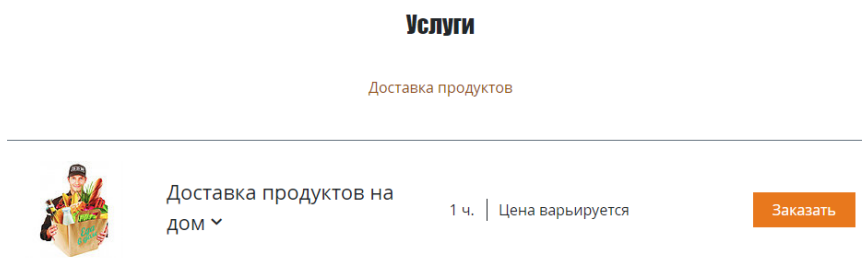 Услуги
Доставка продуктов
Доставка продуктов на
дом
1 ч. | Цена варьируется
Заказать